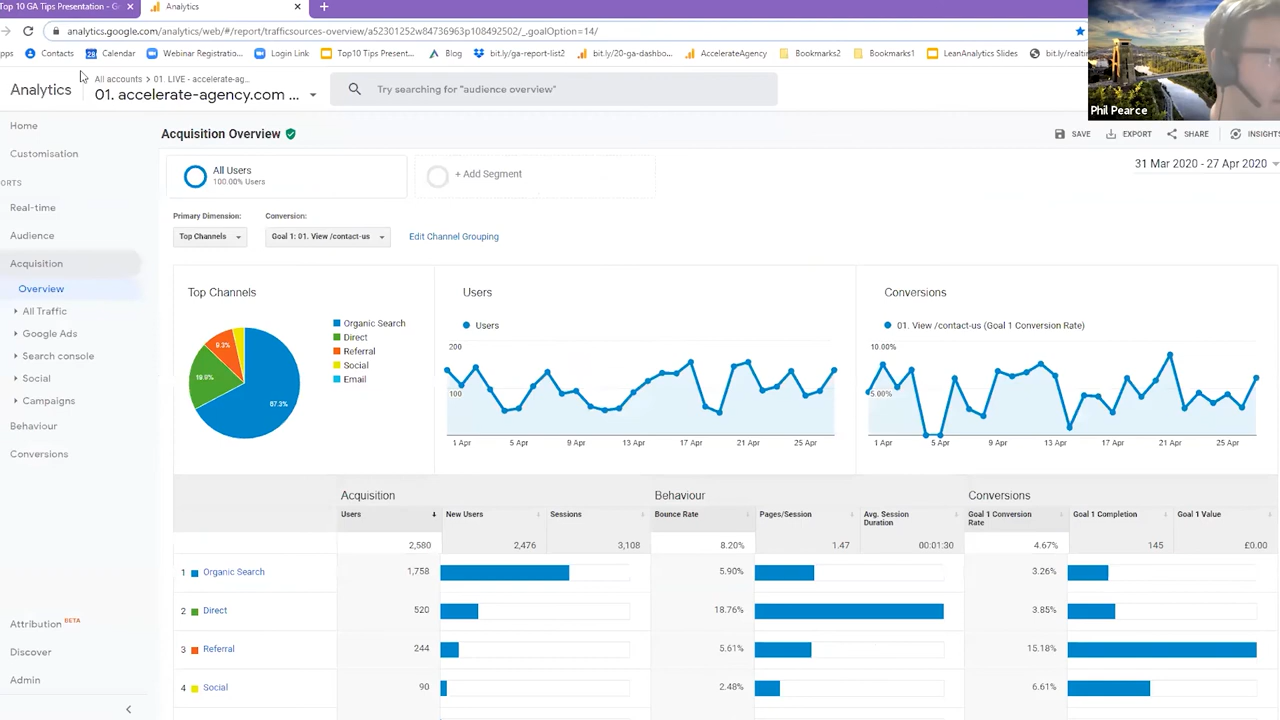 Top 10 GA Tips Presentation - G
Analytics
analytics.google.com/analytics/web/#/report/trafficsources-overview/a52301252w84736963p108492502/_.goalOption=14/
Contacts
Calendar
Webinar Registratio...
Login Link
Top10 Tips Present...
Blog
bit.ly/ga-report-list2
bit.ly/20-ga-dashbo...
AccelerateAgency
Bookmarks2
Bookmarks1
LeanAnalytics Slides
Phil Pearce
Analytics
All accounts > 01. LIVE - accelerate-ag...
01. accelerate-agency.com ...
Try searching for "audience overview"
Home
Customisation
Real-time
Audience
Acquisition
Overview
All Traffic
Google Ads
Search console
Social
Campaigns
Behaviour
Conversions
Attribution BETA
Discover
Admin
Acquisition Overview
SAVE
EXPORT
SHARE
INSIGHTS
All Users
100.00% Users
+ Add Segment
31 Mar 2020 - 27 Apr 2020
Primary Dimension:
Conversion:
Top Channels
Goal 1: 01. View /contact-us
Edit Channel Grouping
Top Channels
Organic Search
Direct
Referral
Social
Email
9.3%
19.9%
67.3%
Users
Users
200
100
1 Apr 5 Apr 9 Apr 13 Apr 17 Apr 21 Apr 25 Apr
Conversions
01. View /contact-us (Goal 1 Conversion Rate)
10.00%
5.00%
1 Apr 5 Apr 9 Apr 13 Apr 17 Apr 21 Apr 25 Apr
Acquisition Behaviour Conversions
Users New Users Sessions Bounce Rate Pages/Session Avg. Session Duration Goal 1 Conversion Rate Goal 1 Completion Goal 1 Value
2,580 2,476 3,108 8.20% 1.47 00:01:30 4.67% 145 £0.00
1 Organic Search 1,758 5.90% 3.26%
2 Direct 520 18.76% 3.85%
3 Referral 244 5.61% 15.18%
4 Social 90 2.48% 6.61%